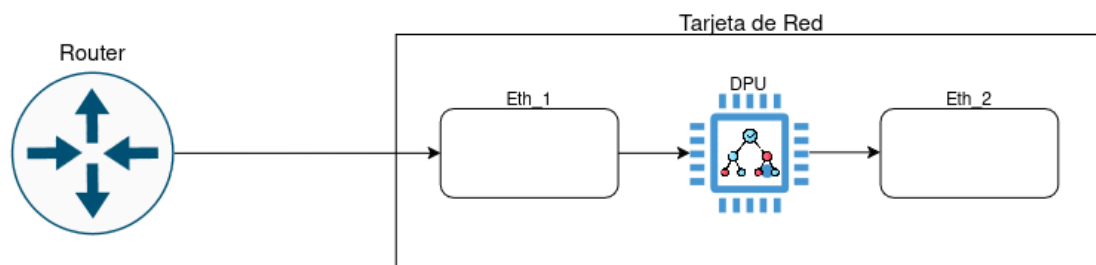 Tarjeta de Red
Router
DPU
Eth_1
Eth_2